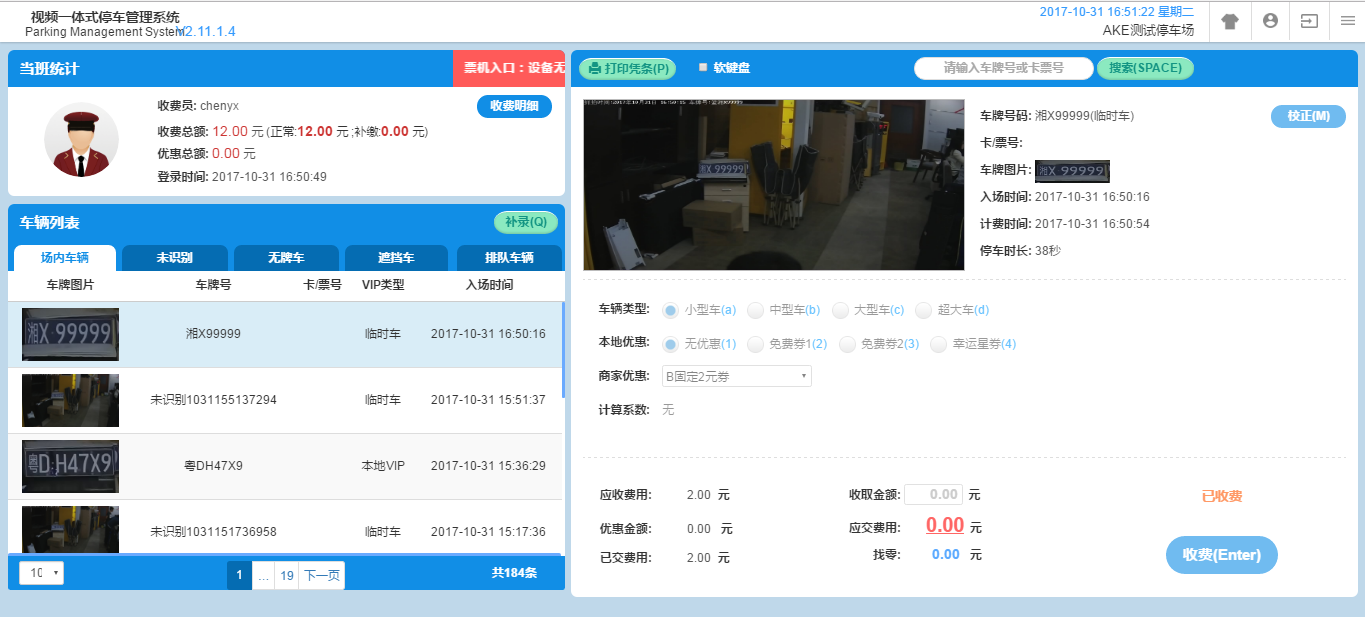 视频一体式停车管理系统
Parking Management System V2.11.1.4
2017-10-31 16:51:22 星期二
AKE测试停车场
当班统计
票机入口：设备无
收费员: chenyx
收费明细
收费总额: 12.00 元 (正常:12.00 元 ;补缴:0.00 元)
优惠总额: 0.00 元
登录时间: 2017-10-31 16:50:49
车辆列表
补录(Q)
场内车辆 未识别 无牌车 遮挡车 排队车辆
车牌图片 车牌号 卡/票号 VIP类型 入场时间
湘X 99999 湘X99999 临时车 2017-10-31 16:50:16
未识别1031155137294 临时车 2017-10-31 15:51:37
粤D·H47X9 粤DH47X9 本地VIP 2017-10-31 15:36:29
未识别1031151736958 临时车 2017-10-31 15:17:36
10 1 ... 19 下一页 共184条
打印凭条(P) 软键盘 请输入车牌号或卡票号 搜索(SPACE)
湘X 99999
车牌号码: 湘X99999(临时车)
校正(M)
卡/票号:
车牌图片: 湘X 99999
入场时间: 2017-10-31 16:50:16
计费时间: 2017-10-31 16:50:54
停车时长: 38秒
车辆类型: 小型车(a) 中型车(b) 大型车(c) 超大车(d)
本地优惠: 无优惠(1) 免费券1(2) 免费券2(3) 幸运星券(4)
商家优惠: B固定2元券
计算系数: 无
应收费用: 2.00 元
优惠金额: 0.00 元
已交费用: 2.00 元
收取金额: 0.00 元
应交费用: 0.00 元
找零: 0.00 元
已收费
收费(Enter)